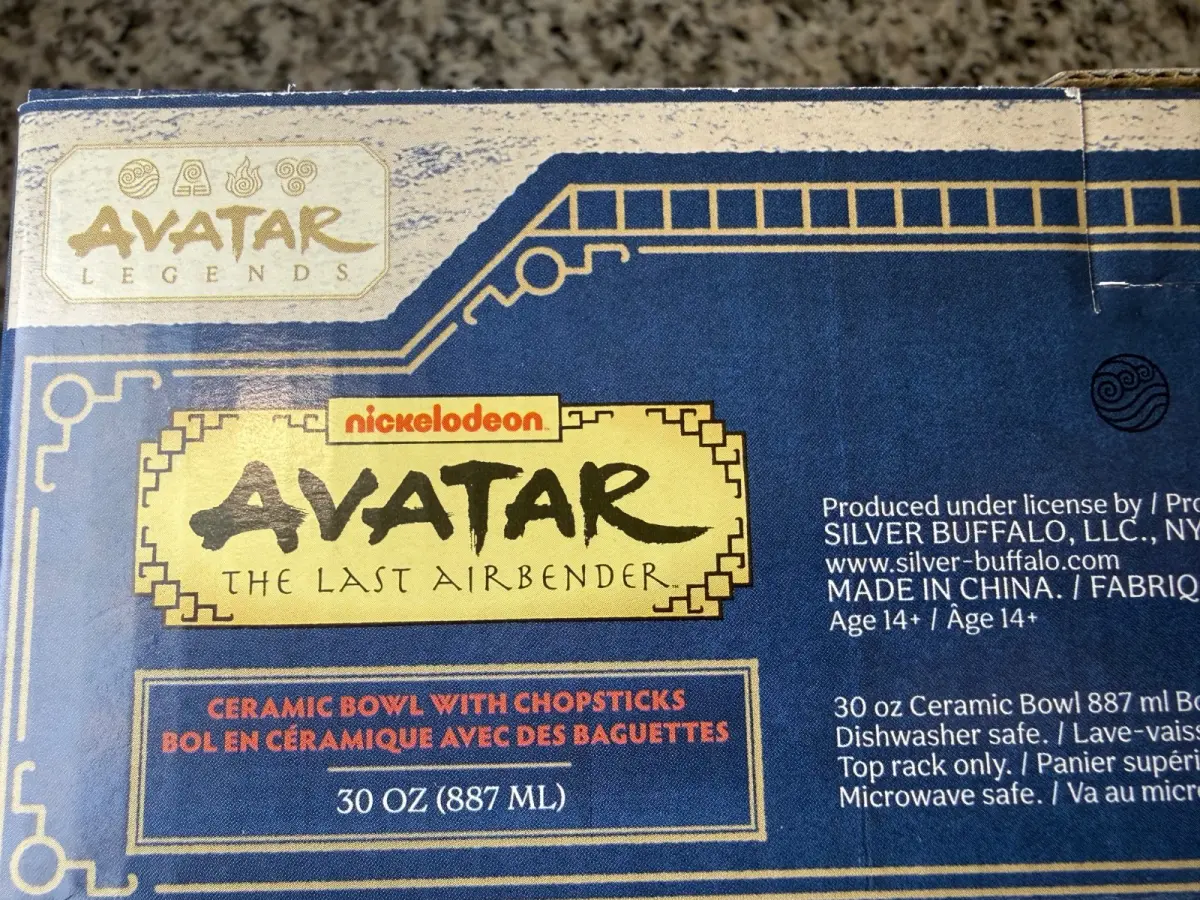 AVATAR
LEGENDS
nickelodeon
AVATAR
THE LAST AIRBENDER™
CERAMIC BOWL WITH CHOPSTICKS
BOL EN CÉRAMIQUE AVEC DES BAGUETTES
30 OZ (887 ML)
Produced under license by /
SILVER BUFFALO, LLC., NY
www.silver-buffalo.com
MADE IN CHINA. /
Age 14+ / Âge 14+
30 oz Ceramic Bowl 887 ml
Dishwasher safe. /
Top rack only. / Panier
Microwave safe. / Va au